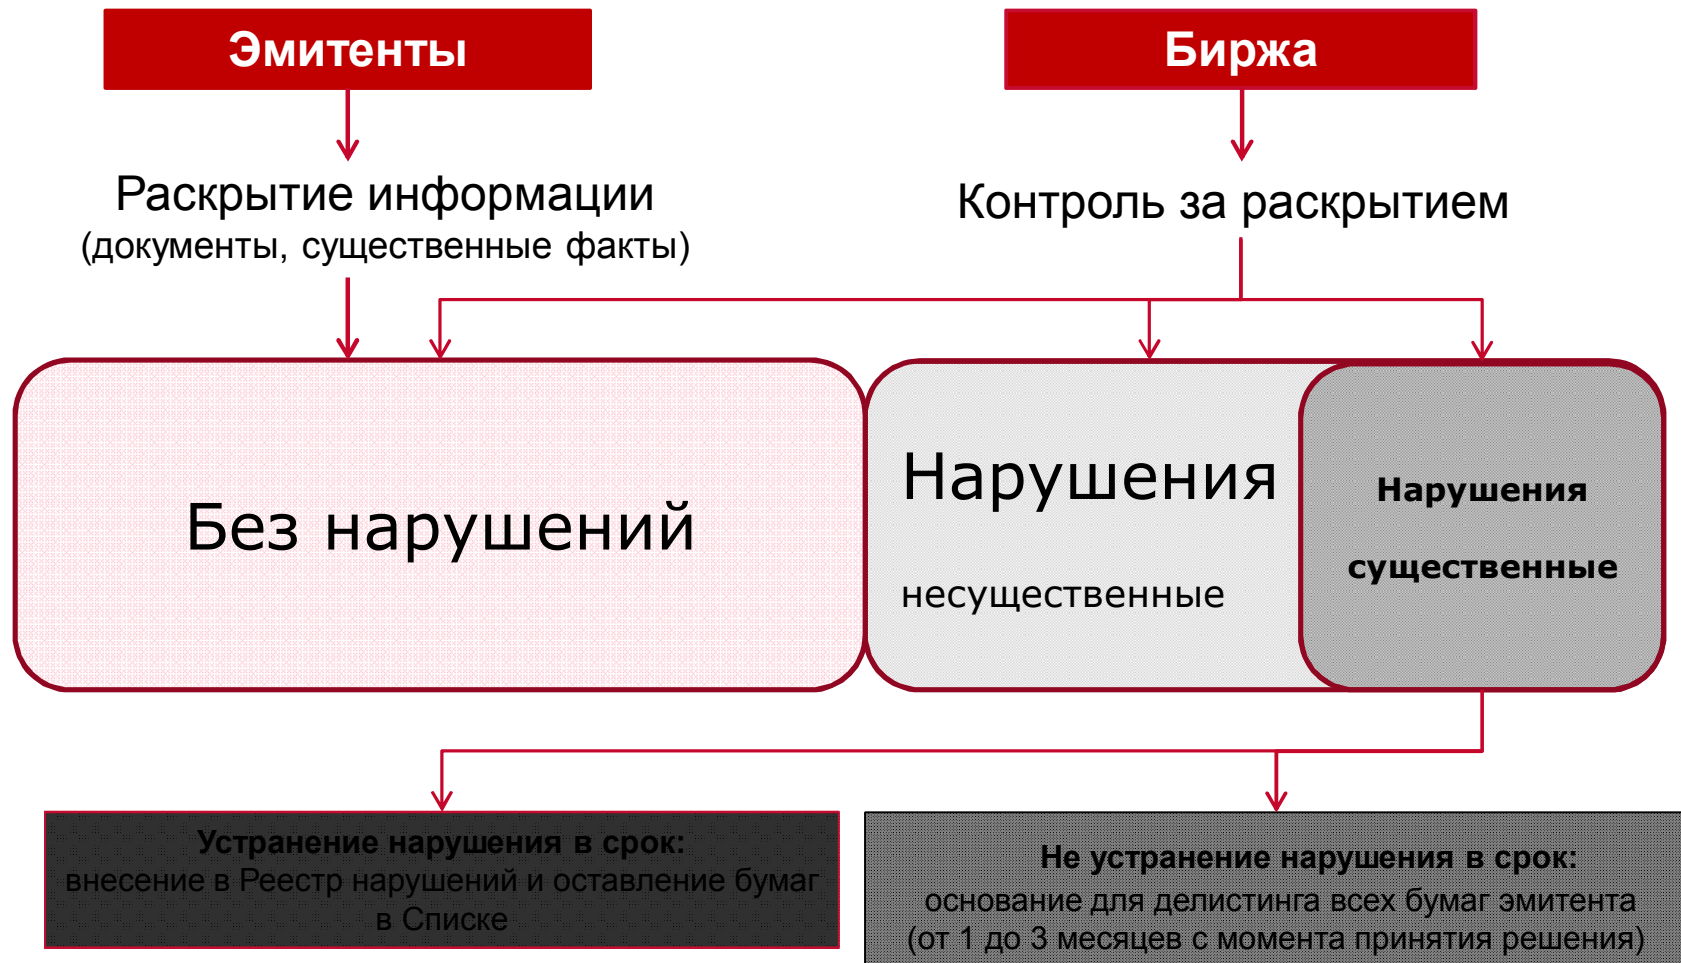 Эмитенты
Биржа
Раскрытие информации
(документы, существенные факты)
Контроль за раскрытием
Без нарушений
Нарушения
несущественные
Нарушения
существенные
Устранение нарушения в срок:
внесение в Реестр нарушений и оставление бумаг
в Списке
Не устранение нарушения в срок:
основание для делистинга всех бумаг эмитента
(от 1 до 3 месяцев с момента принятия решения)